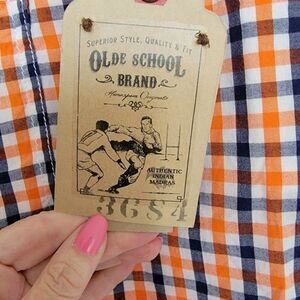 SUPERIOR STYLE, QUALITY & FIT
OLDE SCHOOL
BRAND
Homespun Originals
AUTHENTIC
INDIAN
MADRAS
3684